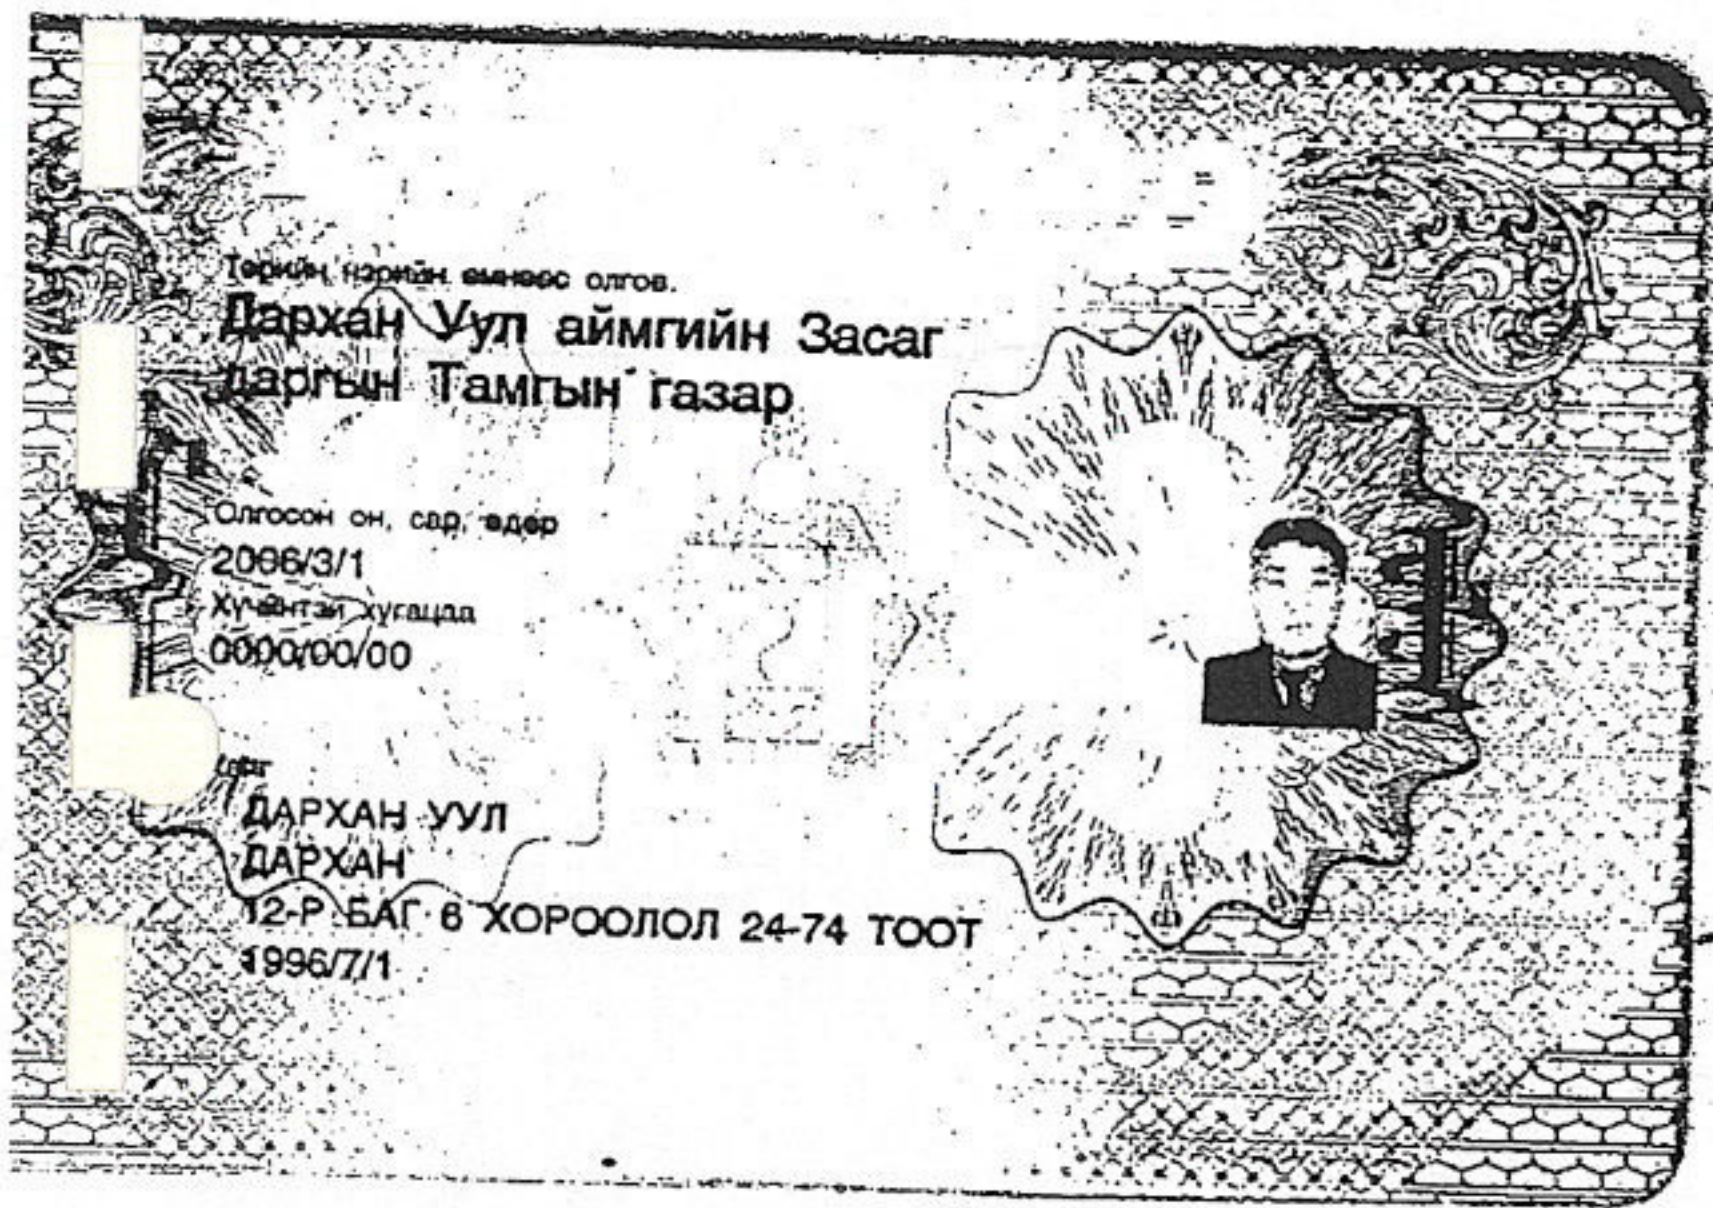 Төрийн нэрийн өмнөөс олгов.
Дархан Уул аймгийн Засаг
даргын Тамгын газар
Олгосон он, сар, өдөр
2006/3/1
Хүчинтэй хугацаа
0000/00/00
ДАРХАН УУЛ
ДАРХАН
12-Р БАГ 6 ХОРООЛОЛ 24-74 ТООТ
1996/7/1